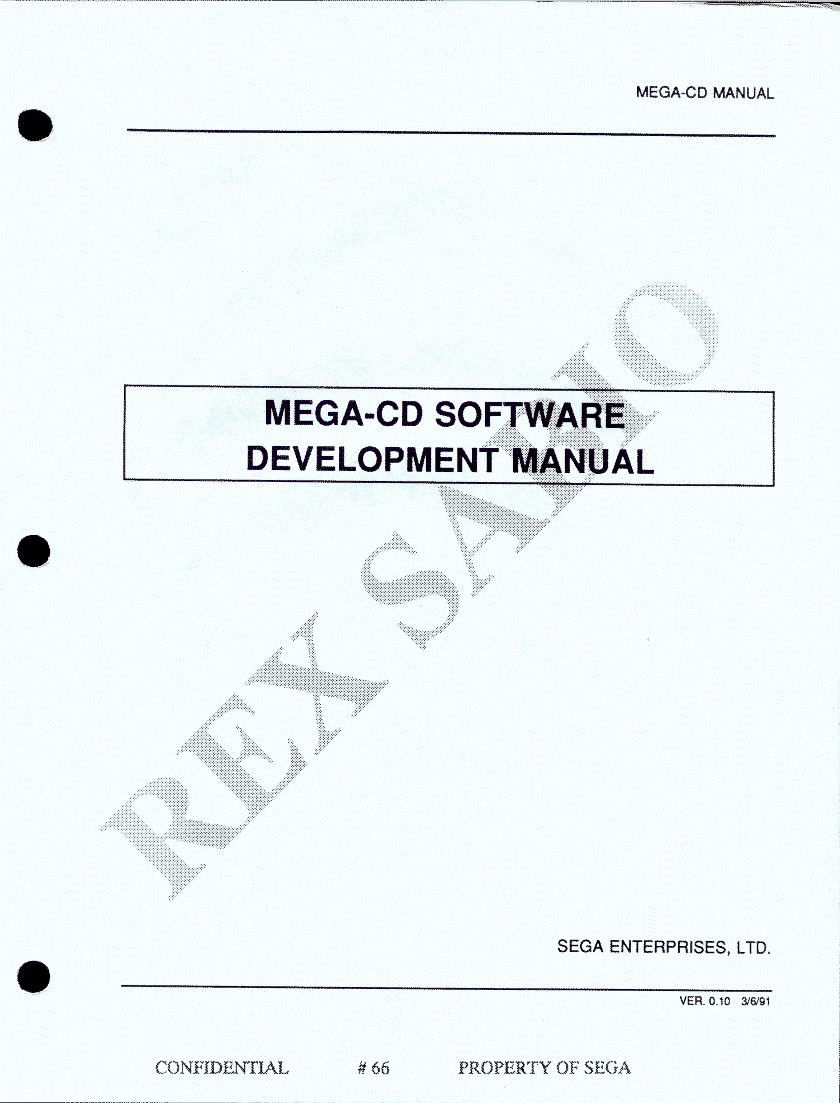 MEGA-CD MANUAL
MEGA-CD SOFTWARE
DEVELOPMENT MANUAL
REX SABIO
SEGA ENTERPRISES, LTD.
VER. 0.10 3/6/91
CONFIDENTIAL # 66 PROPERTY OF SEGA